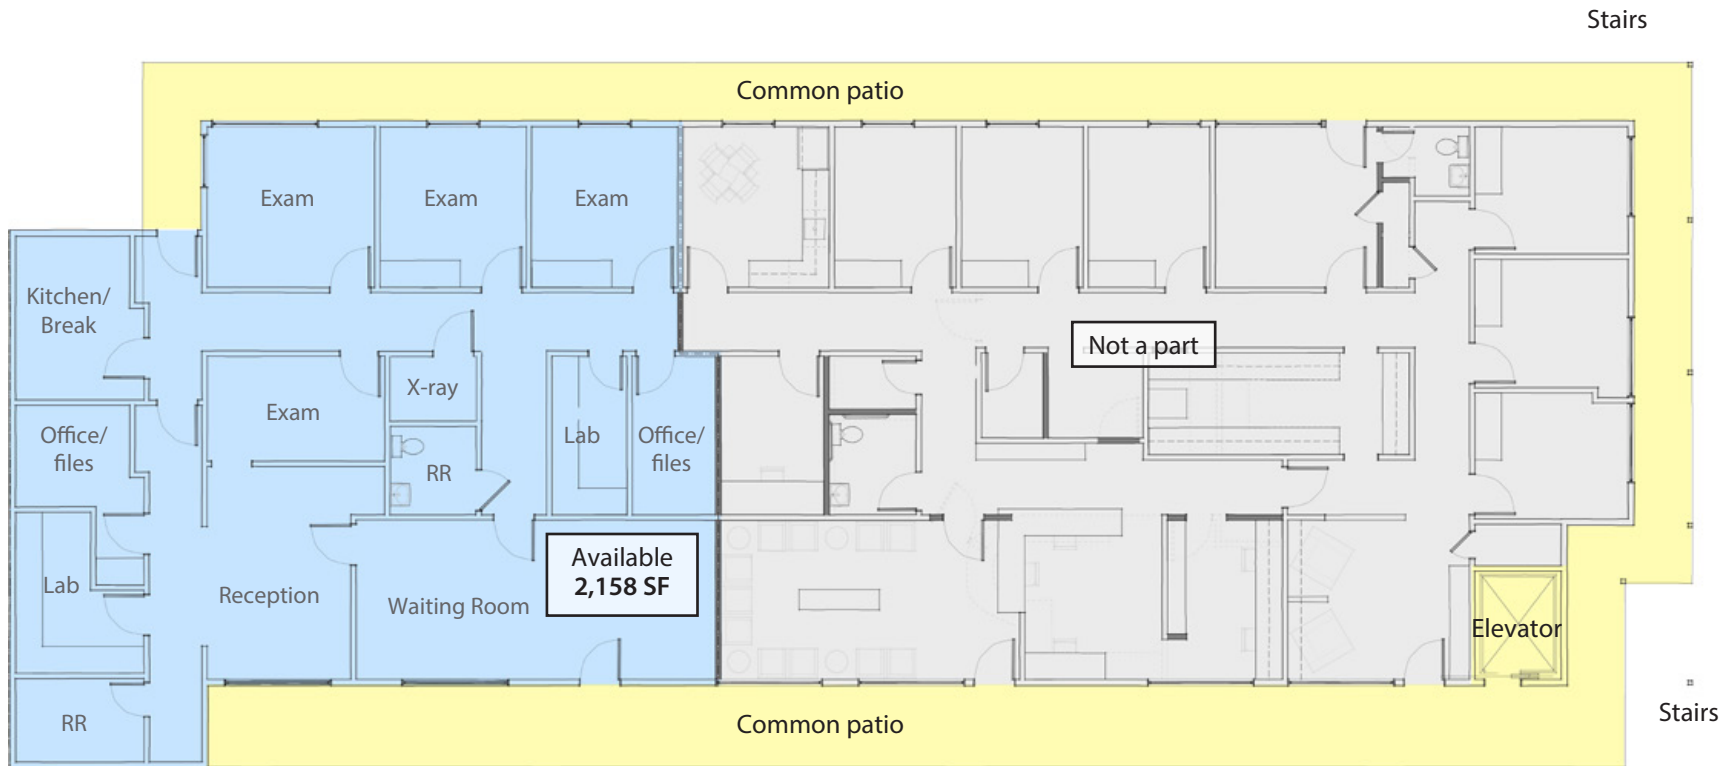 Stairs
Common patio
Exam
Exam
Exam
Kitchen/
Break
Not a part
X-ray
Exam
Office/
files
Lab
Office/
files
RR
Available
2,158 SF
Lab
Reception
Waiting Room
Elevator
RR
Common patio
Stairs